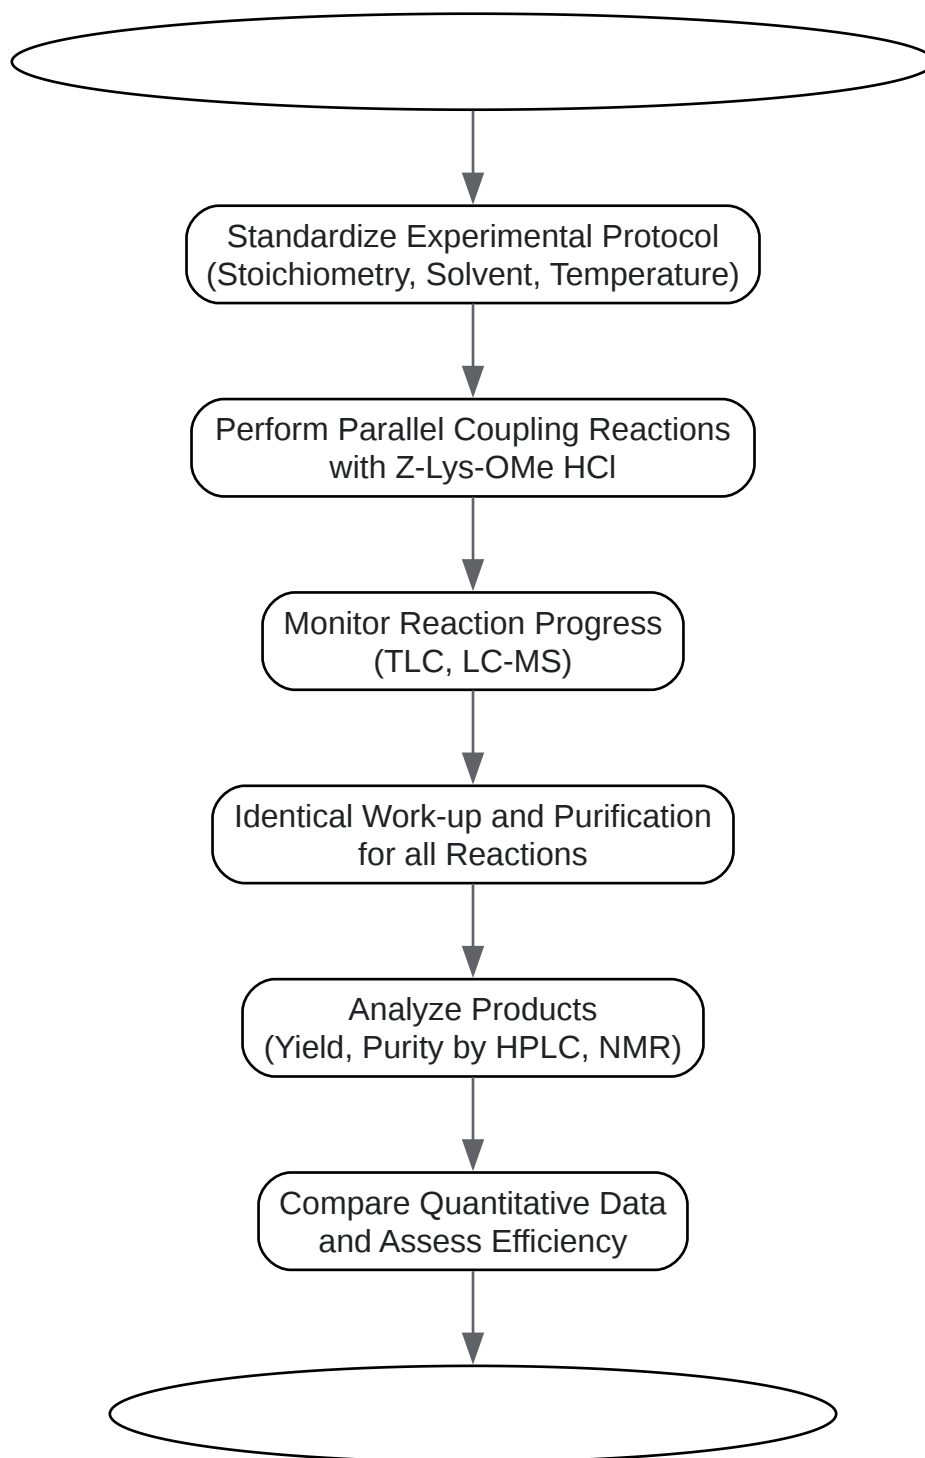 Standardize Experimental Protocol
(Stoichiometry, Solvent, Temperature)
Perform Parallel Coupling Reactions
with Z-Lys-OMe HCl
Monitor Reaction Progress
(TLC, LC-MS)
Identical Work-up and Purification
for all Reactions
Analyze Products
(Yield, Purity by HPLC, NMR)
Compare Quantitative Data
and Assess Efficiency